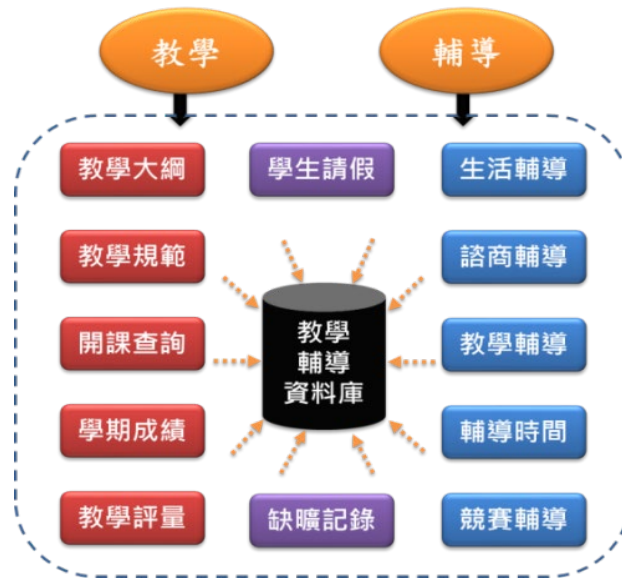 教學
輔導
教學大綱
學生請假
生活輔導
教學規範
諮商輔導
開課查詢
教學
輔導
資料庫
教學輔導
學期成績
輔導時間
教學評量
缺曠記錄
競賽輔導